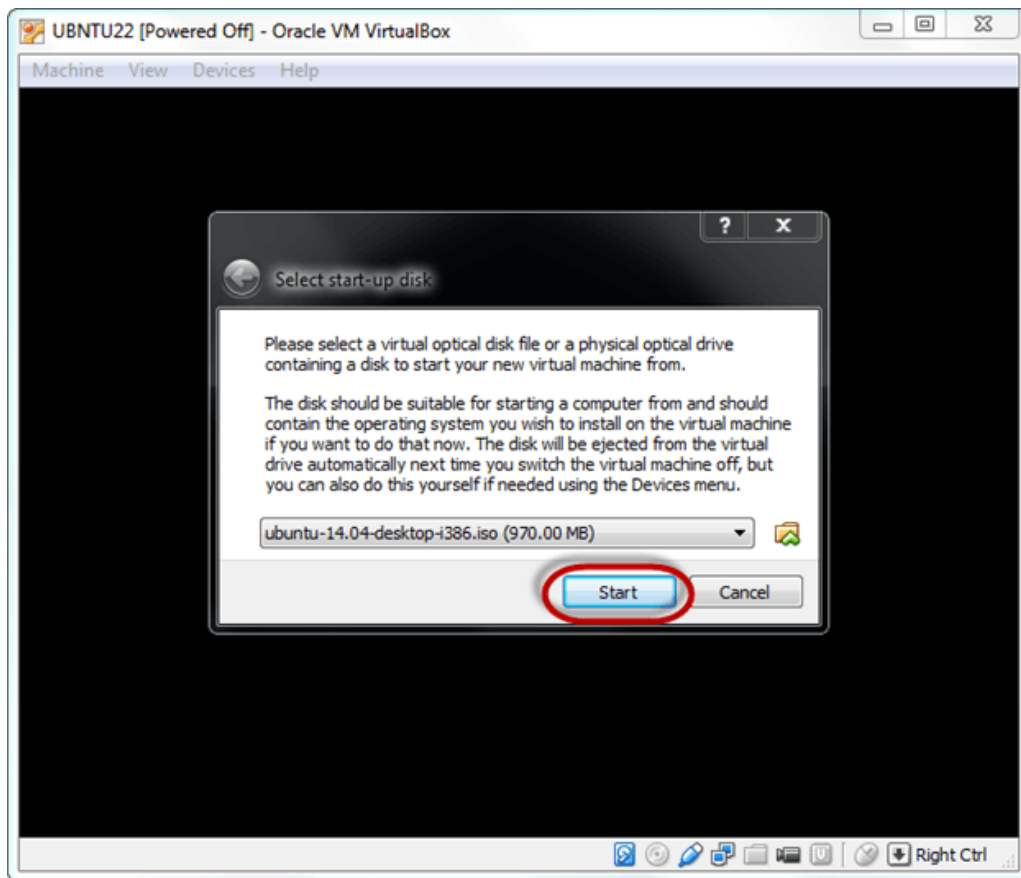 UBNTU22 [Powered Off] - Oracle VM VirtualBox
Machine View Devices Help
?
Select start-up disk
Please select a virtual optical disk file or a physical optical drive
containing a disk to start your new virtual machine from.
The disk should be suitable for starting a computer from and should
contain the operating system you wish to install on the virtual machine
if you want to do that now. The disk will be ejected from the virtual
drive automatically next time you switch the virtual machine off, but
you can also do this yourself if needed using the Devices menu.
ubuntu-14.04-desktop-i386.iso (970.00 MB)
Start Cancel
Right Ctrl